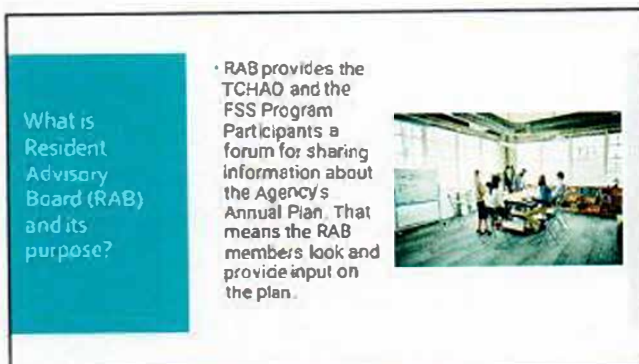 What is
Resident
Advisory
Board (RAB)
and its
purpose?
· RAB provides the
TCHAD and the
FSS Program
Participants a
forum for sharing
information about
the Agency's
Annual Plan. That
means the RAB
members look and
provide input on
the plan.